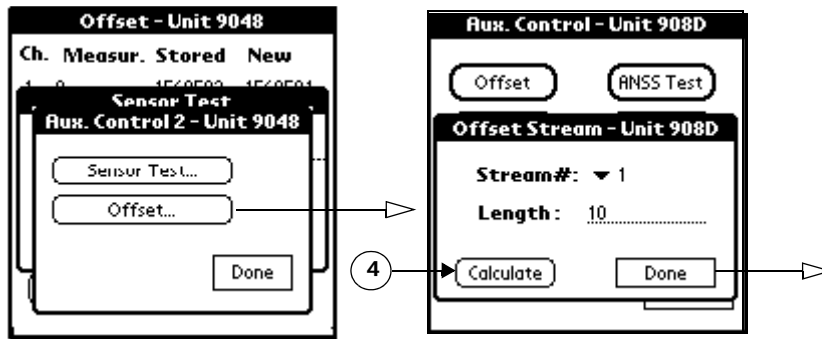 Offset - Unit 9048
Ch. Measur. Stored New
Sensor Test
Aux. Control 2 - Unit 9048
Sensor Test...
Offset...
Done
Aux. Control - Unit 908D
Offset
ANSS Test
Offset Stream - Unit 908D
Stream#: 1
Length: 10
4
Calculate
Done